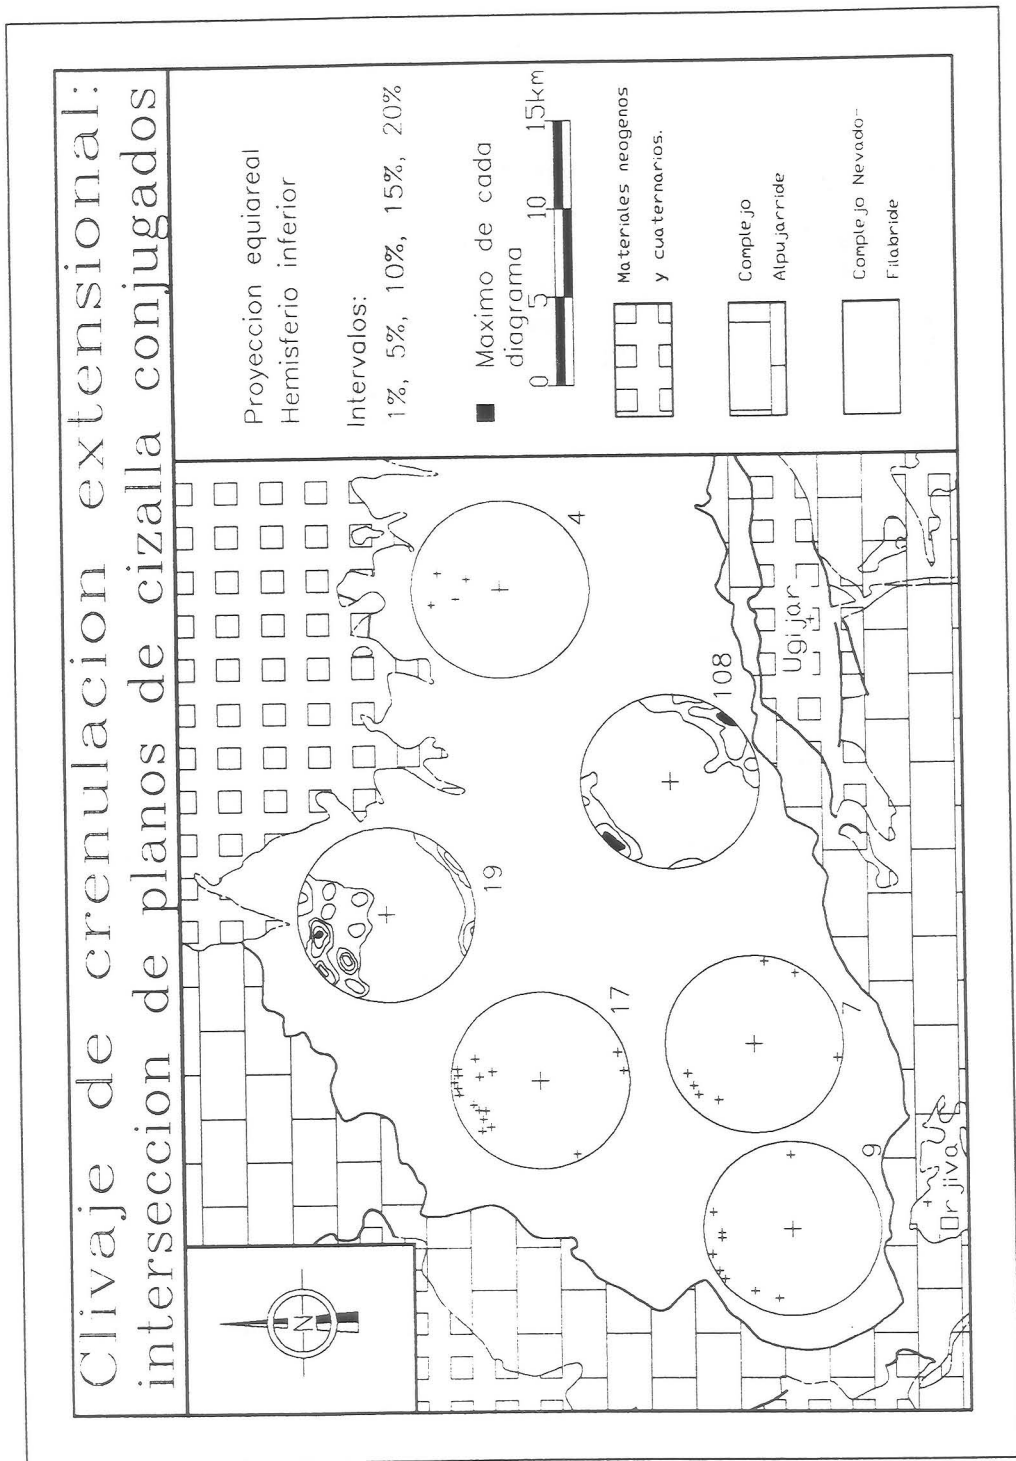 Clivaje de crenulacion extensional:
interseccion de planos de cizalla conjugados
N
19
4
17
108
7
9
Ugijar
Orjiva
Proyeccion equiareal
Hemisferio inferior
Intervalos:
1%, 5%, 10%, 15%, 20%
Maximo de cada
diagrama
0 5 10 15km
Materiales neogenos
y cuaternarios.
Complejo
Alpujarride
Complejo Nevado-
Filabride